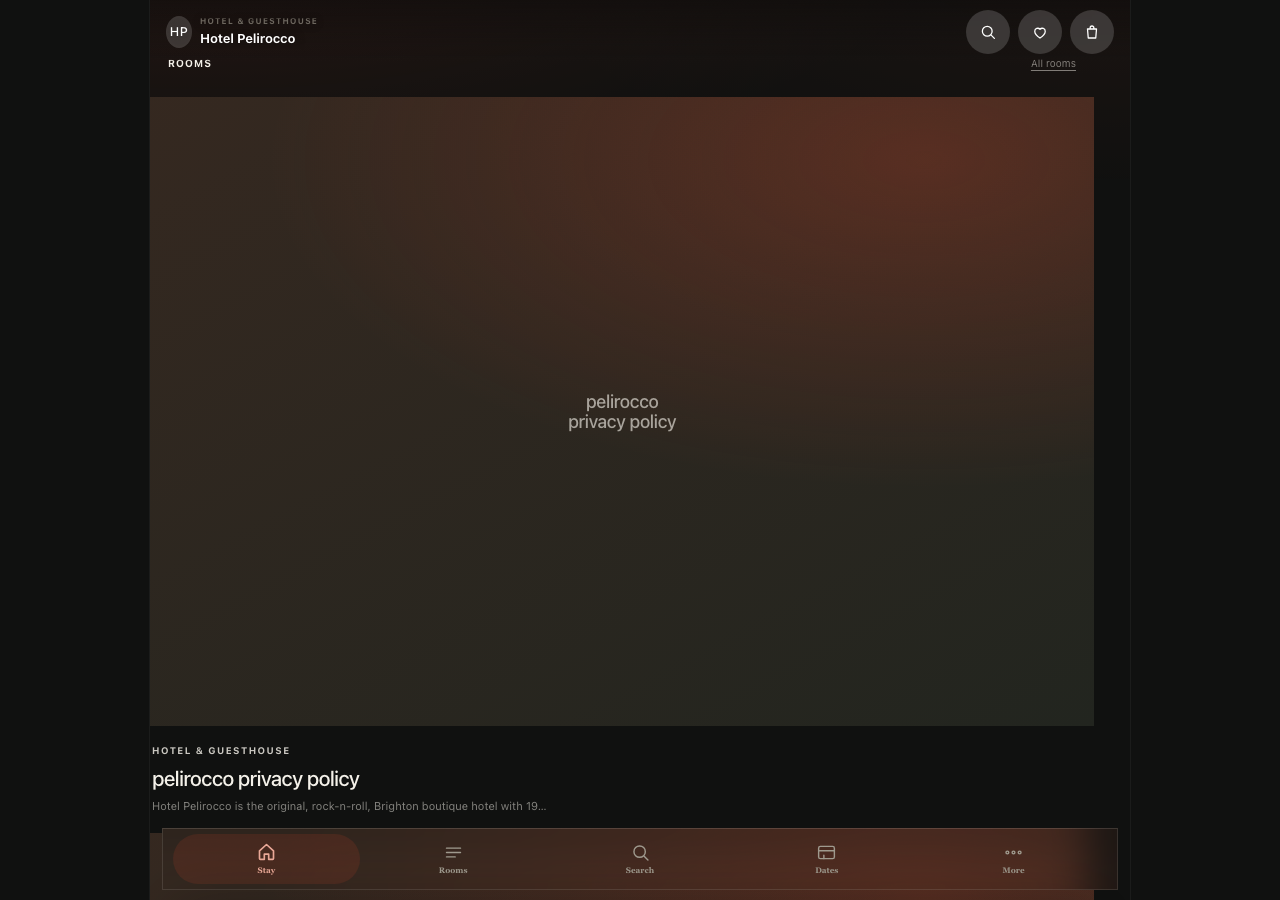 HP
HOTEL & GUESTHOUSE
Hotel Pelirocco
ROOMS
All rooms
pelirocco
privacy policy
HOTEL & GUESTHOUSE
pelirocco privacy policy
Hotel Pelirocco is the original, rock-n-roll, Brighton boutique hotel with 19...
Stay
Rooms
Search
Dates
More